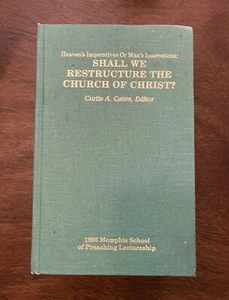 Heaven's Imperatives Or Man's Innovations:
SHALL WE
RESTRUCTURE THE
CHURCH OF CHRIST?
Curtis A. Cates, Editor
1995 Memphis School
of Preaching Lectureship